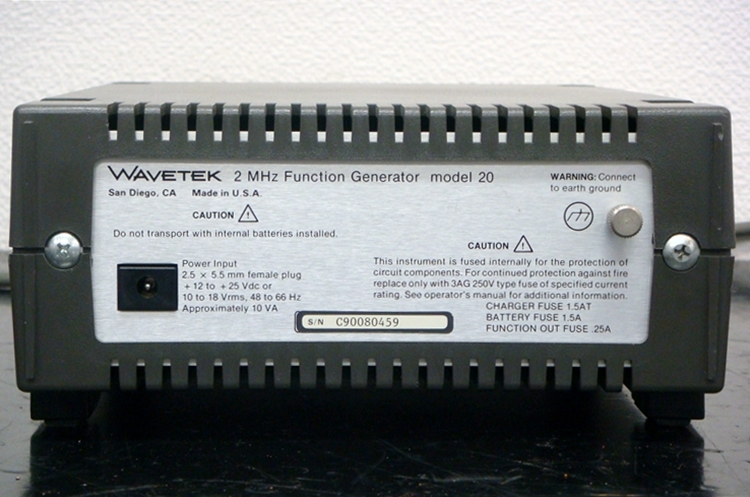 WAVETEK 2 MHz Function Generator model 20
San Diego, CA Made in U.S.A.
WARNING: Connect
to earth ground
CAUTION
Do not transport with internal batteries installed.
Power Input
2.5 × 5.5 mm female plug
+ 12 to + 25 Vdc or
10 to 18 Vrms, 48 to 66 Hz
Approximately 10 VA
CAUTION
This instrument is fused internally for the protection of
circuit components. For continued protection against fire
replace only with 3AG 250V type fuse of specified current
rating. See operator's manual for additional information.
CHARGER FUSE 1.5AT
BATTERY FUSE 1.5A
FUNCTION OUT FUSE .25A
S/N C90080459